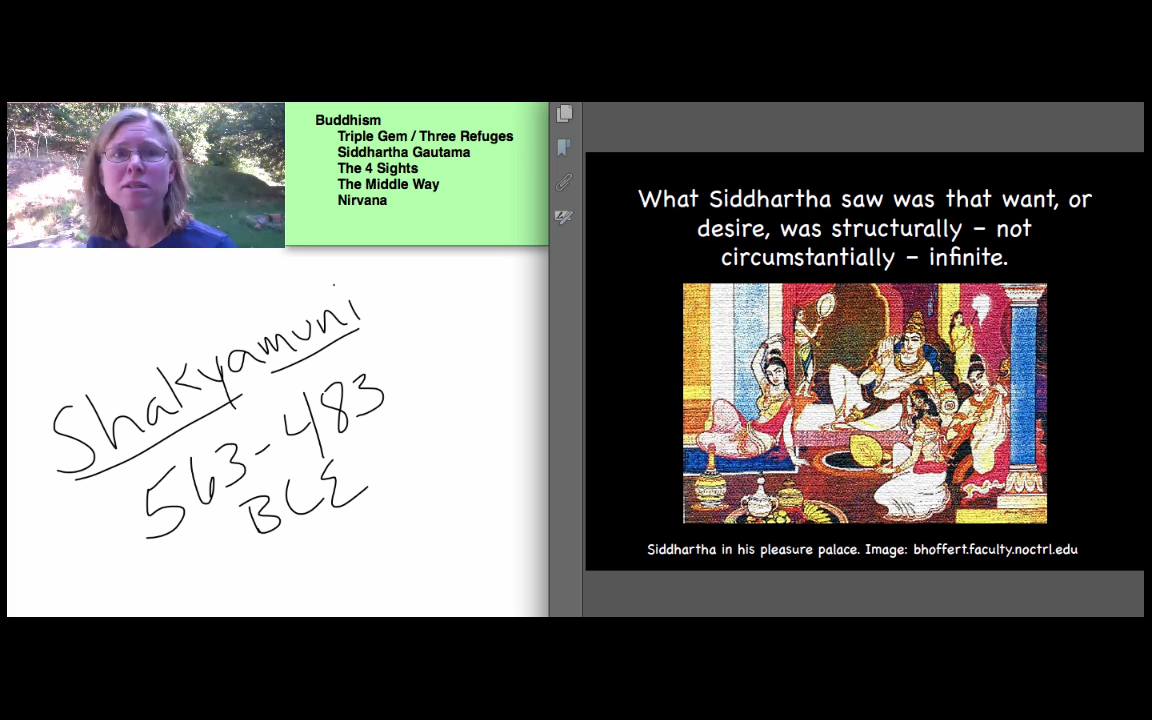 Buddhism
Triple Gem / Three Refuges
Siddhartha Gautama
The 4 Sights
The Middle Way
Nirvana
Shakyamuni
563-483
BCE
What Siddhartha saw was that want, or
desire, was structurally – not
circumstantially – infinite.
Siddhartha in his pleasure palace. Image: bhoffert.faculty.noctrl.edu